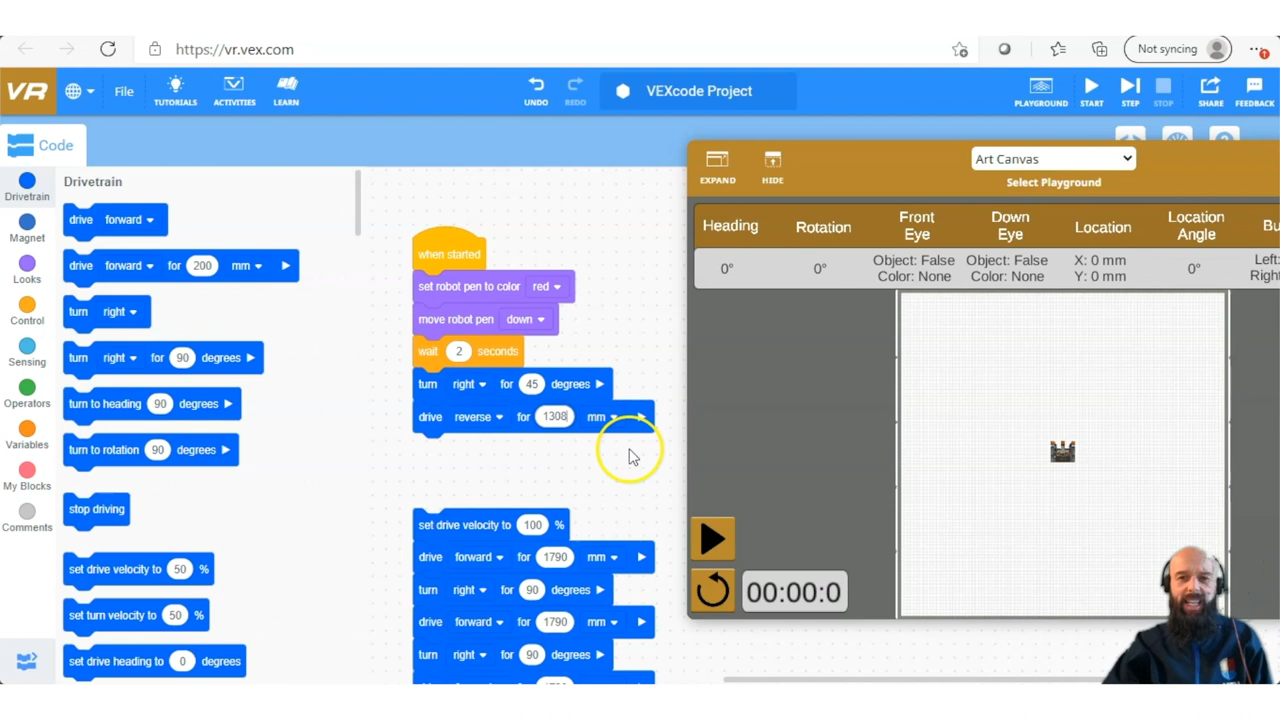 https://vr.vex.com
Not syncing
VR
File
TUTORIALS
ACTIVITIES
LEARN
UNDO
REDO
VEXcode Project
PLAYGROUND
START
STEP
STOP
SHARE
FEEDBACK
Code
Drivetrain
Magnet
Looks
Control
Sensing
Operators
Variables
My Blocks
Comments
Drivetrain
drive forward
drive forward for 200 mm
turn right
turn right for 90 degrees
turn to heading 90 degrees
turn to rotation 90 degrees
stop driving
set drive velocity to 50 %
set turn velocity to 50 %
set drive heading to 0 degrees
when started
set robot pen to color red
move robot pen down
wait 2 seconds
turn right for 45 degrees
drive reverse for 1308 mm
set drive velocity to 100 %
drive forward for 1790 mm
turn right for 90 degrees
drive forward for 1790 mm
turn right for 90 degrees
EXPAND
HIDE
Art Canvas
Select Playground
Heading
Rotation
Front Eye
Down Eye
Location
Location Angle
Bu
0°
0°
Object: False
Color: None
Object: False
Color: None
X: 0 mm
Y: 0 mm
0°
Left:
Right
00:00:0